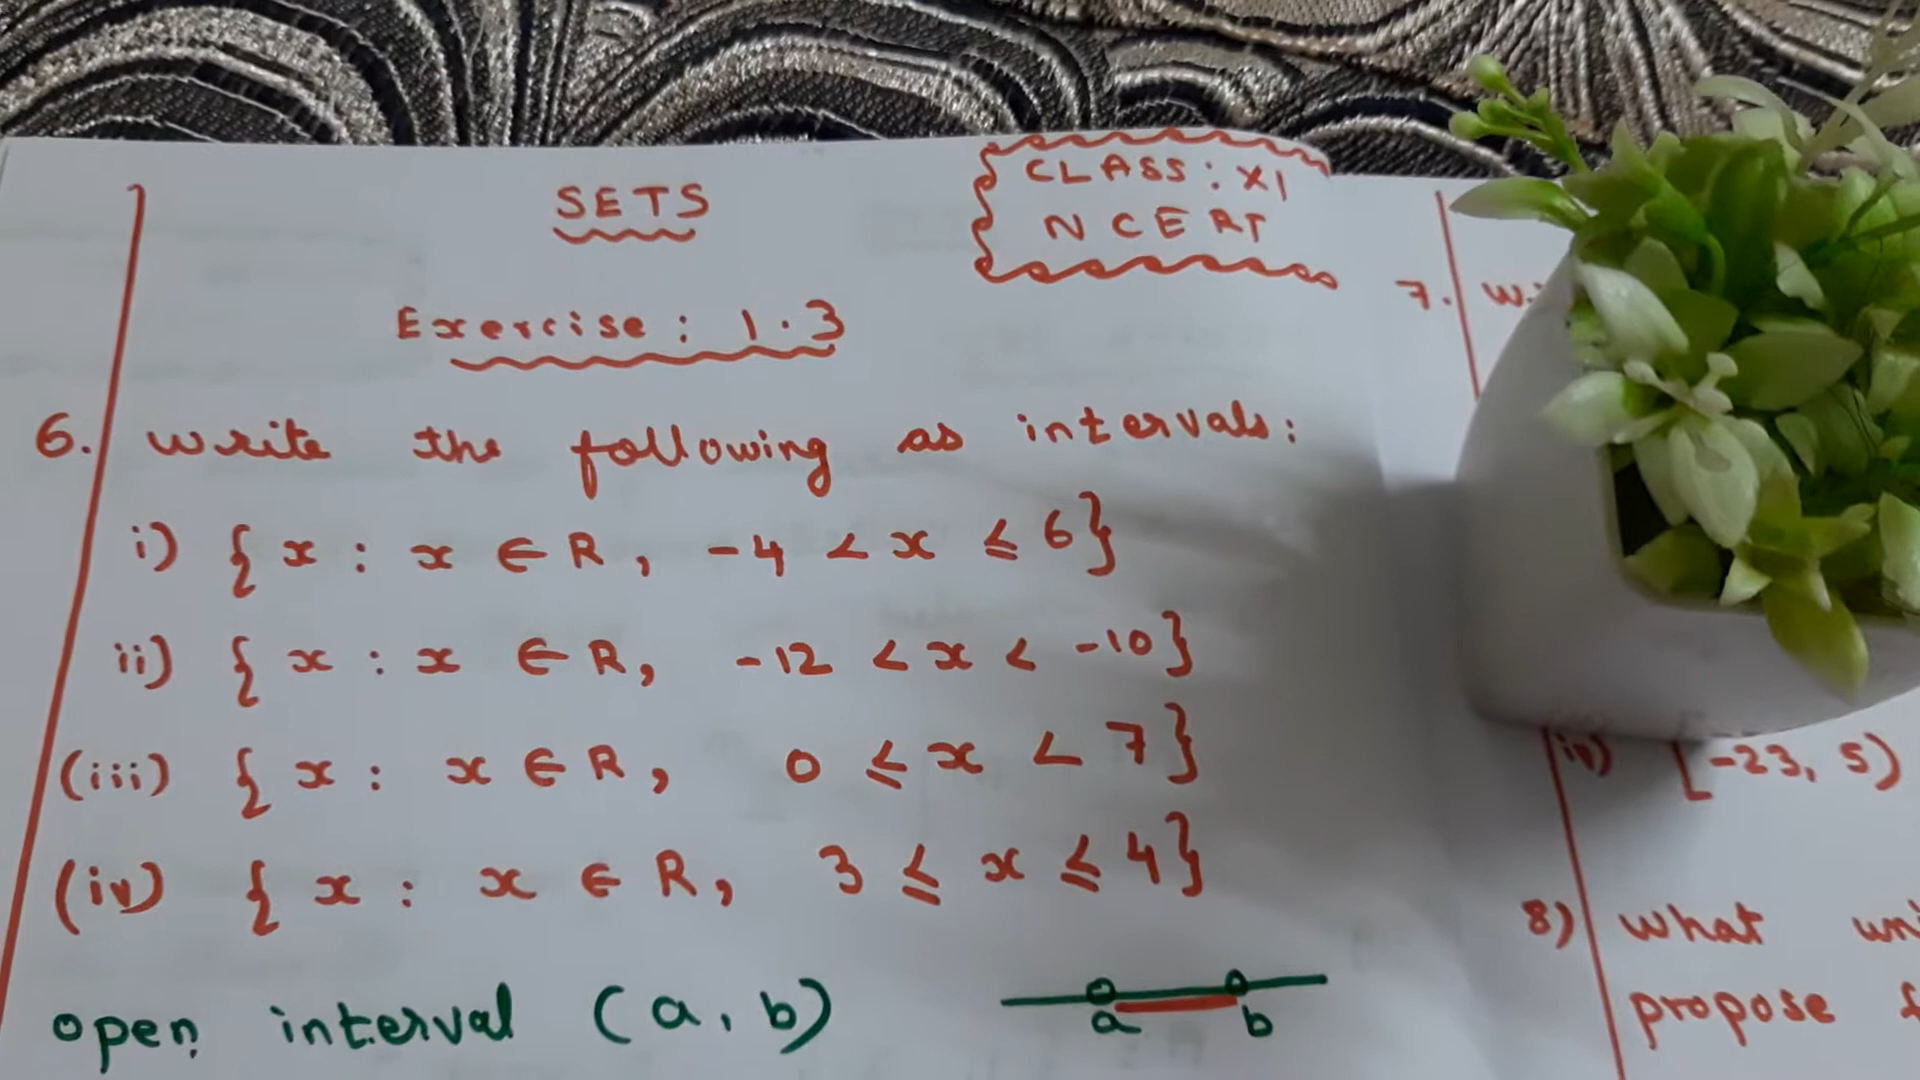 SETS
CLASS: XI
NCERT
Exercise: 1.3
6. Write the following as intervals:
i) { x : x ∈ R, -4 < x ≤ 6}
ii) { x : x ∈ R, -12 < x < -10}
(iii) { x : x ∈ R, 0 ≤ x < 7}
(iv) { x : x ∈ R, 3 ≤ x ≤ 4}
open interval (a, b)
a b
7.
iv) [-23, 5)
8) What
propose